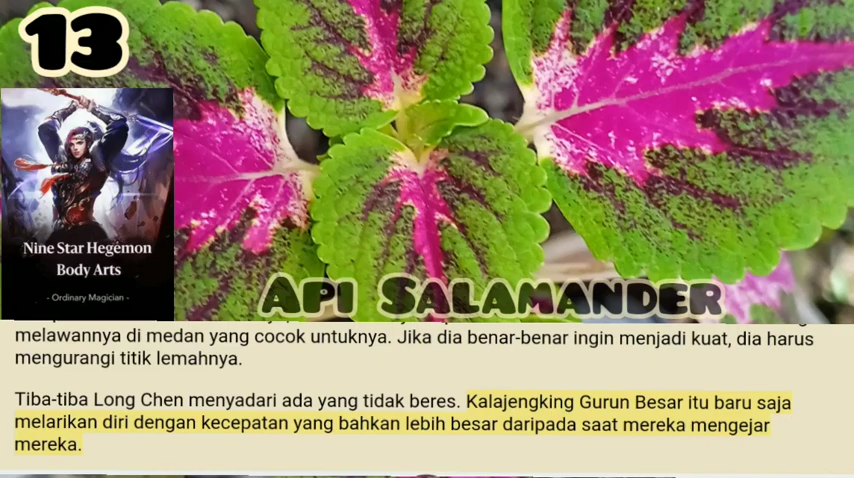 13
Nine Star Hegemon
Body Arts
- Ordinary Magician -
API SALAMANDER
melawannya di medan yang cocok untuknya. Jika dia benar-benar ingin menjadi kuat, dia harus
mengurangi titik lemahnya.
Tiba-tiba Long Chen menyadari ada yang tidak beres. Kalajengking Gurun Besar itu baru saja
melarikan diri dengan kecepatan yang bahkan lebih besar daripada saat mereka mengejar
mereka.